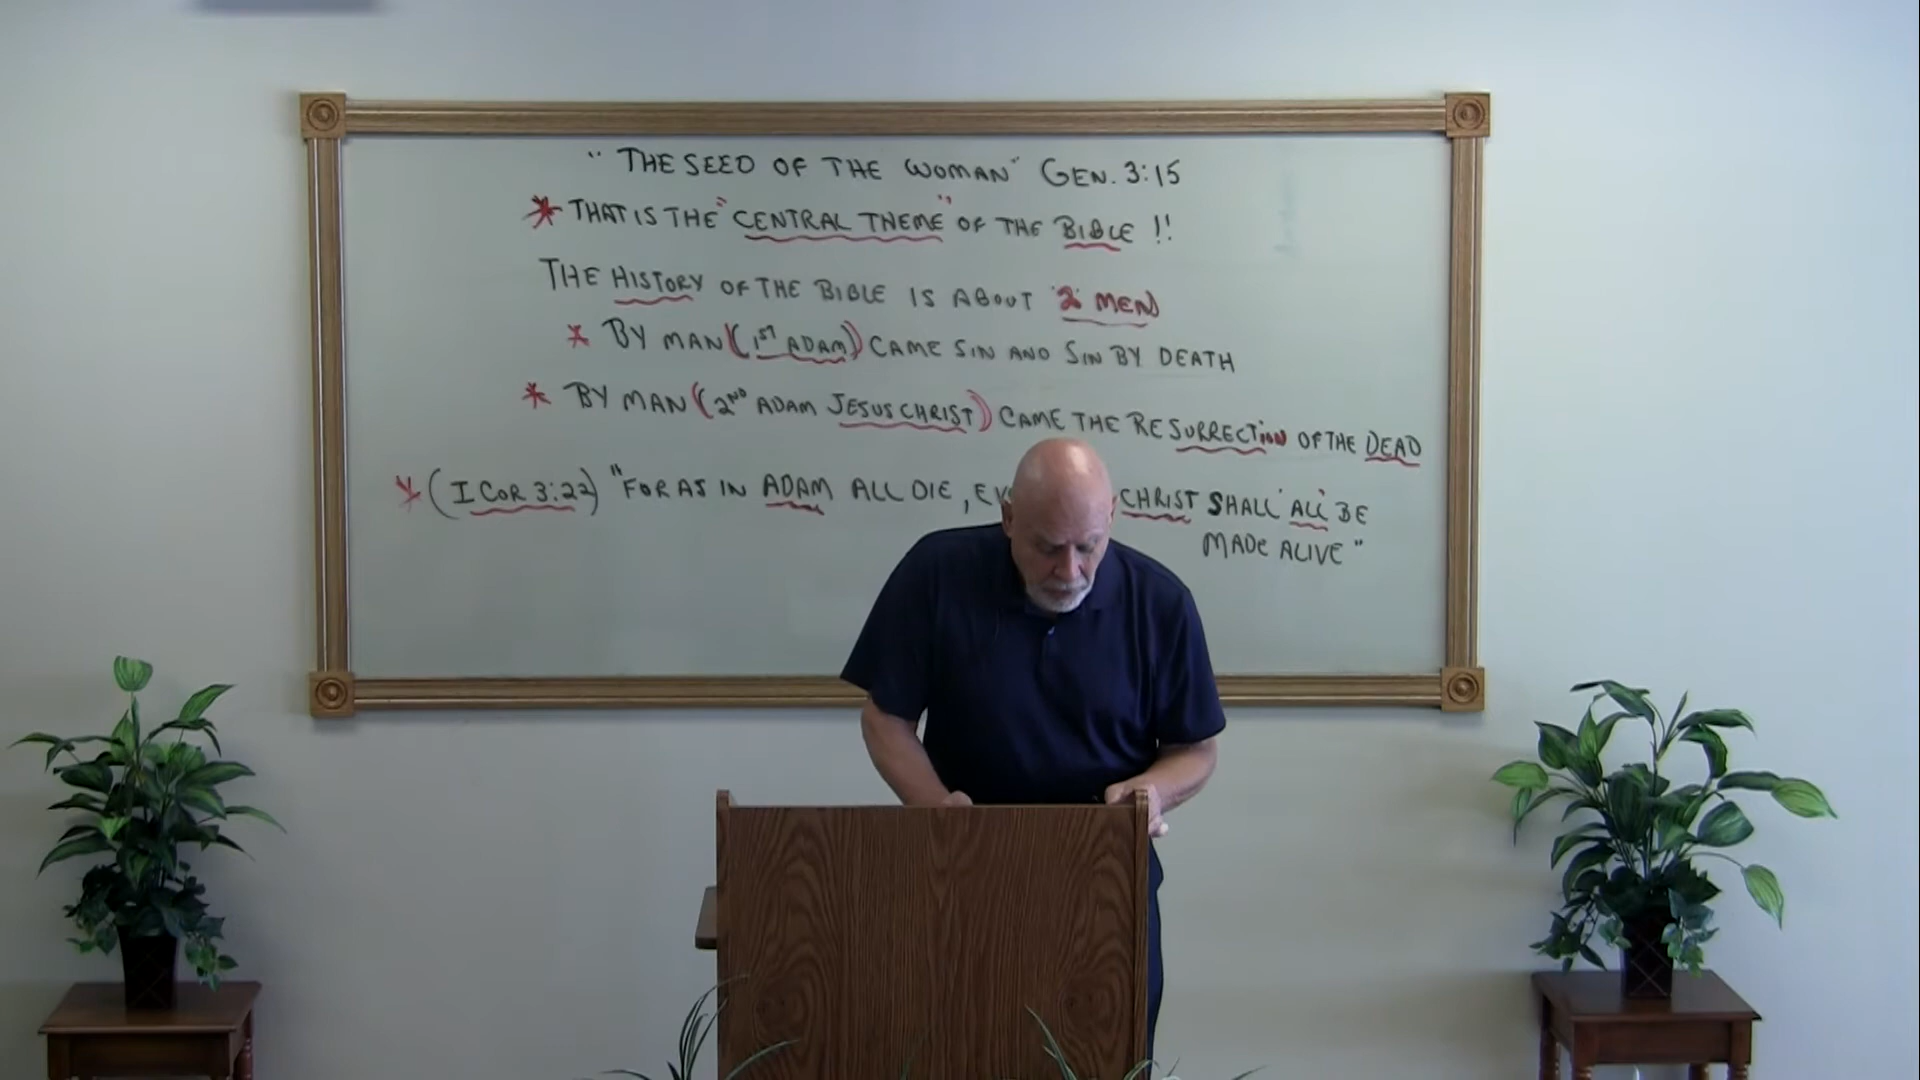 "THE SEED OF THE WOMAN" GEN. 3:15
* THAT IS THE "CENTRAL THEME" OF THE BIBLE !!
THE HISTORY OF THE BIBLE IS ABOUT "2" MEN
* BY MAN (1ST ADAM) CAME SIN AND SIN BY DEATH
* BY MAN (2ND ADAM JESUS CHRIST) CAME THE RESURRECTION OF THE DEAD
* (I COR 3:22) "FOR AS IN ADAM ALL DIE, CHRIST SHALL "ALL" BE
MADE ALIVE"